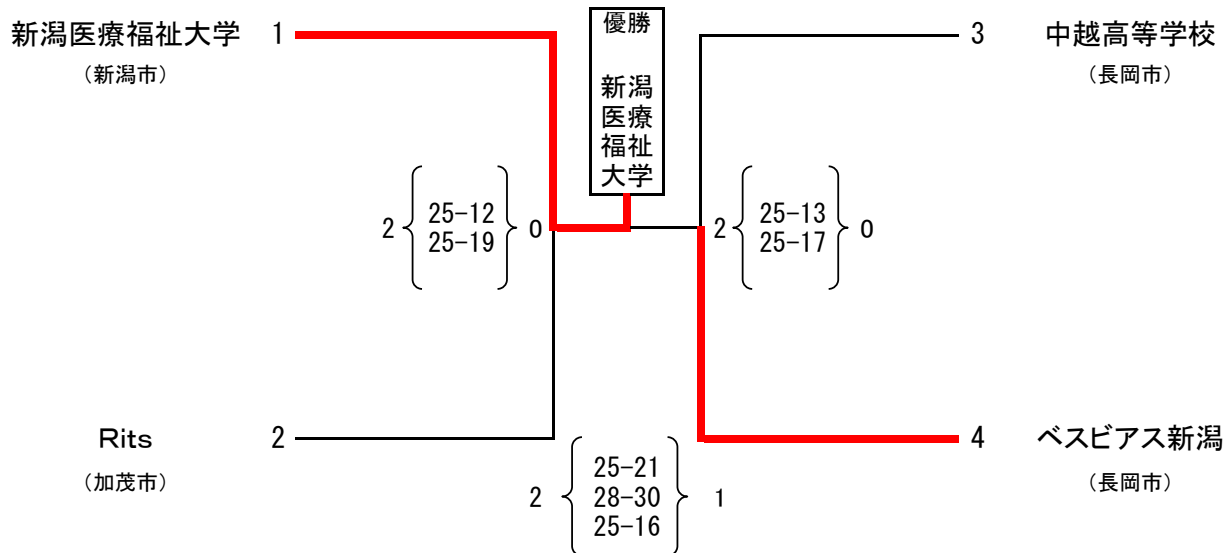 新潟医療福祉大学 1
（新潟市）
優勝
新潟
医療
福祉
大学
3 中越高等学校
（長岡市）
2 25-12 0
25-19
2 25-13 0
25-17
Rits 2
（加茂市）
4 ベスビアス新潟
（長岡市）
25-21
2 28-30 1
25-16